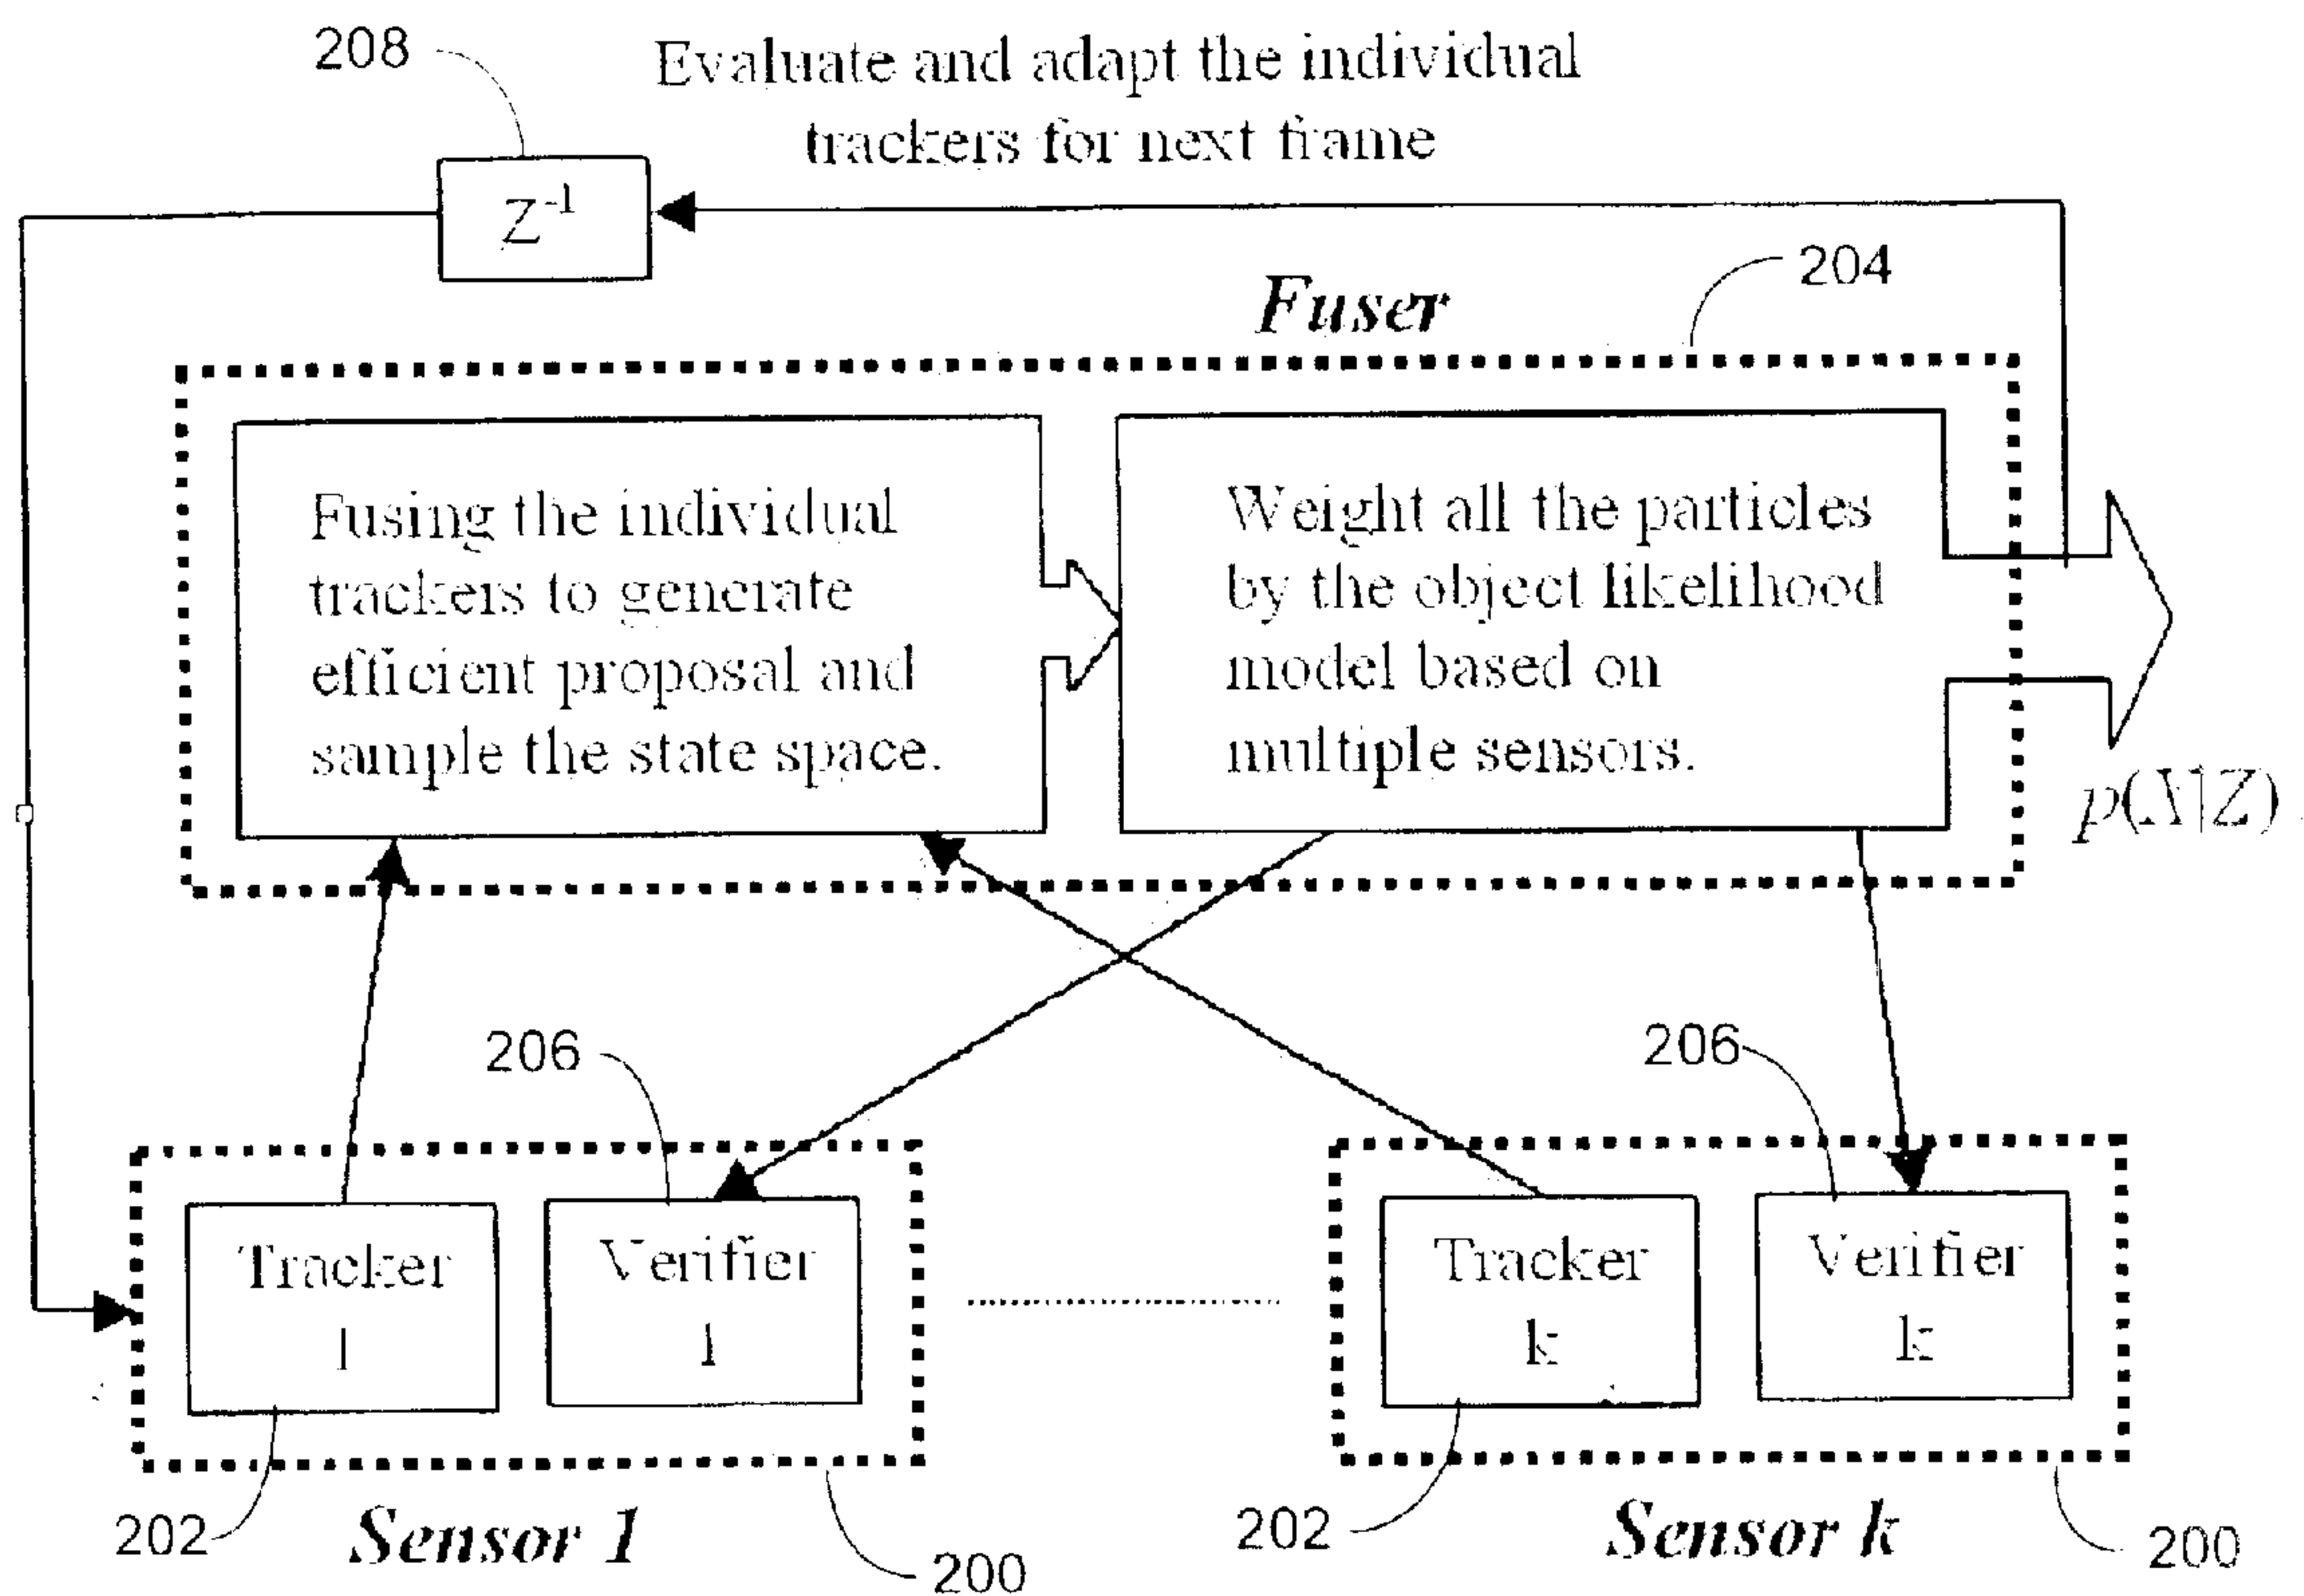 208
Evaluate and adapt the individual
trackers for next frame
Z⁻¹
204
Fuser
Fusing the individual
trackers to generate
efficient proposal and
sample the state space.
Weight all the particles
by the object likelihood
model based on
multiple sensors.
p(X|Z)
206
206
Tracker
1
Verifier
1
Tracker
k
Verifier
k
202
Sensor 1
200
202
Sensor k
200